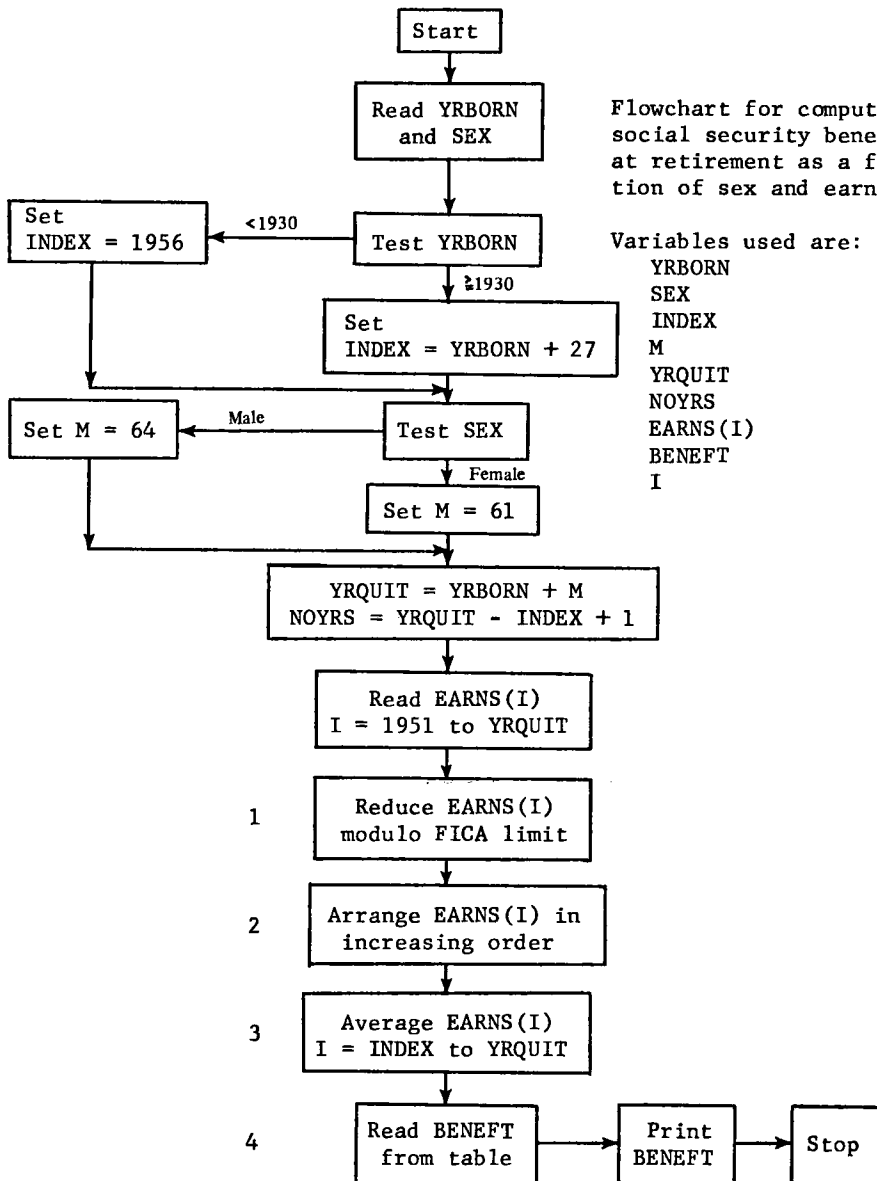 Start
Read YRBORN
and SEX
Flowchart for comput
social security bene
at retirement as a f
tion of sex and earn
Variables used are:
YRBORN
SEX
INDEX
M
YRQUIT
NOYRS
EARNS(I)
BENEFT
I
Set
INDEX = 1956
<1930
Test YRBORN
≧1930
Set
INDEX = YRBORN + 27
Set M = 64
Male
Test SEX
Female
Set M = 61
YRQUIT = YRBORN + M
NOYRS = YRQUIT - INDEX + 1
Read EARNS(I)
I = 1951 to YRQUIT
1
Reduce EARNS(I)
modulo FICA limit
2
Arrange EARNS(I) in
increasing order
3
Average EARNS(I)
I = INDEX to YRQUIT
4
Read BENEFT
from table
Print
BENEFT
Stop